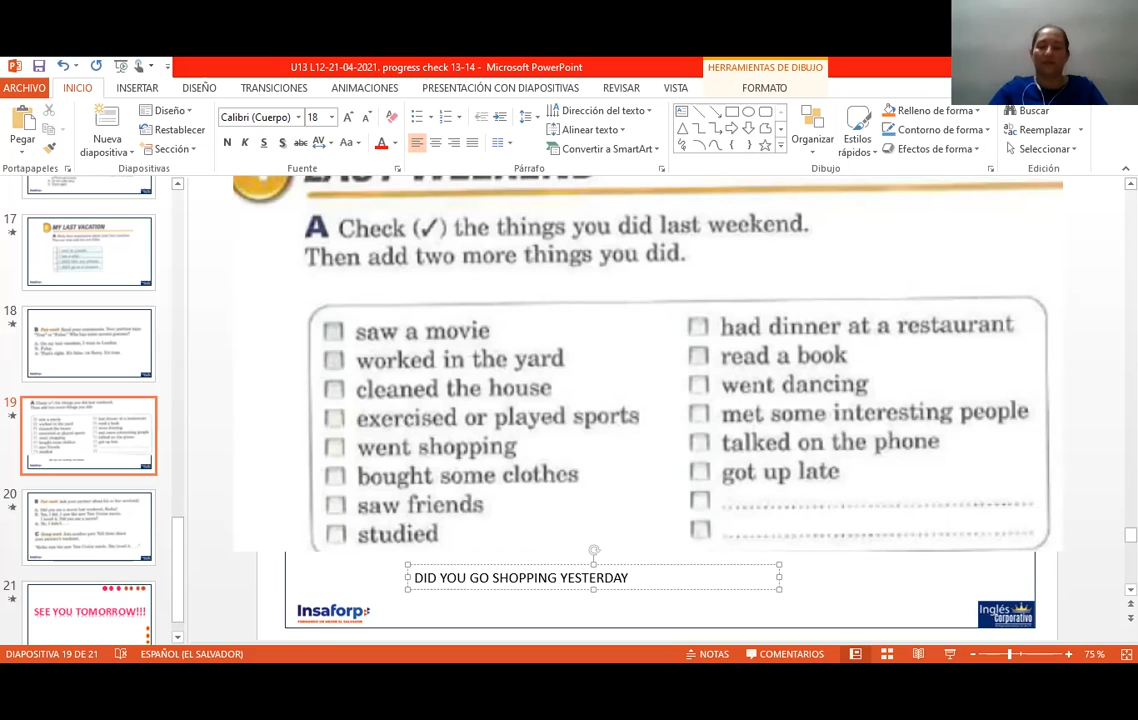 U13 L12-21-04-2021. progress check 13-14 - Microsoft PowerPoint
HERRAMIENTAS DE DIBUJO
ARCHIVO INICIO INSERTAR DISEÑO TRANSICIONES ANIMACIONES PRESENTACIÓN CON DIAPOSITIVAS REVISAR VISTA FORMATO
Pegar
Nueva diapositiva
Diseño
Restablecer
Sección
Calibri (Cuerpo) 18
N K S S abc AV Aa A
Dirección del texto
Alinear texto
Convertir a SmartArt
Organizar
Estilos rápidos
Relleno de forma
Contorno de forma
Efectos de forma
Buscar
Reemplazar
Seleccionar
Portapapeles Diapositivas Fuente Párrafo Dibujo Edición
17
MY LAST VACATION
18
19
20
21
SEE YOU TOMORROW!!!
LAST WEEKEND
A Check (✓) the things you did last weekend.
Then add two more things you did.
saw a movie
worked in the yard
cleaned the house
exercised or played sports
went shopping
bought some clothes
saw friends
studied
had dinner at a restaurant
read a book
went dancing
met some interesting people
talked on the phone
got up late
DID YOU GO SHOPPING YESTERDAY
Insaforp
Inglés
Corporativo
DIAPOSITIVA 19 DE 21 ESPAÑOL (EL SALVADOR) NOTAS COMENTARIOS 75 %